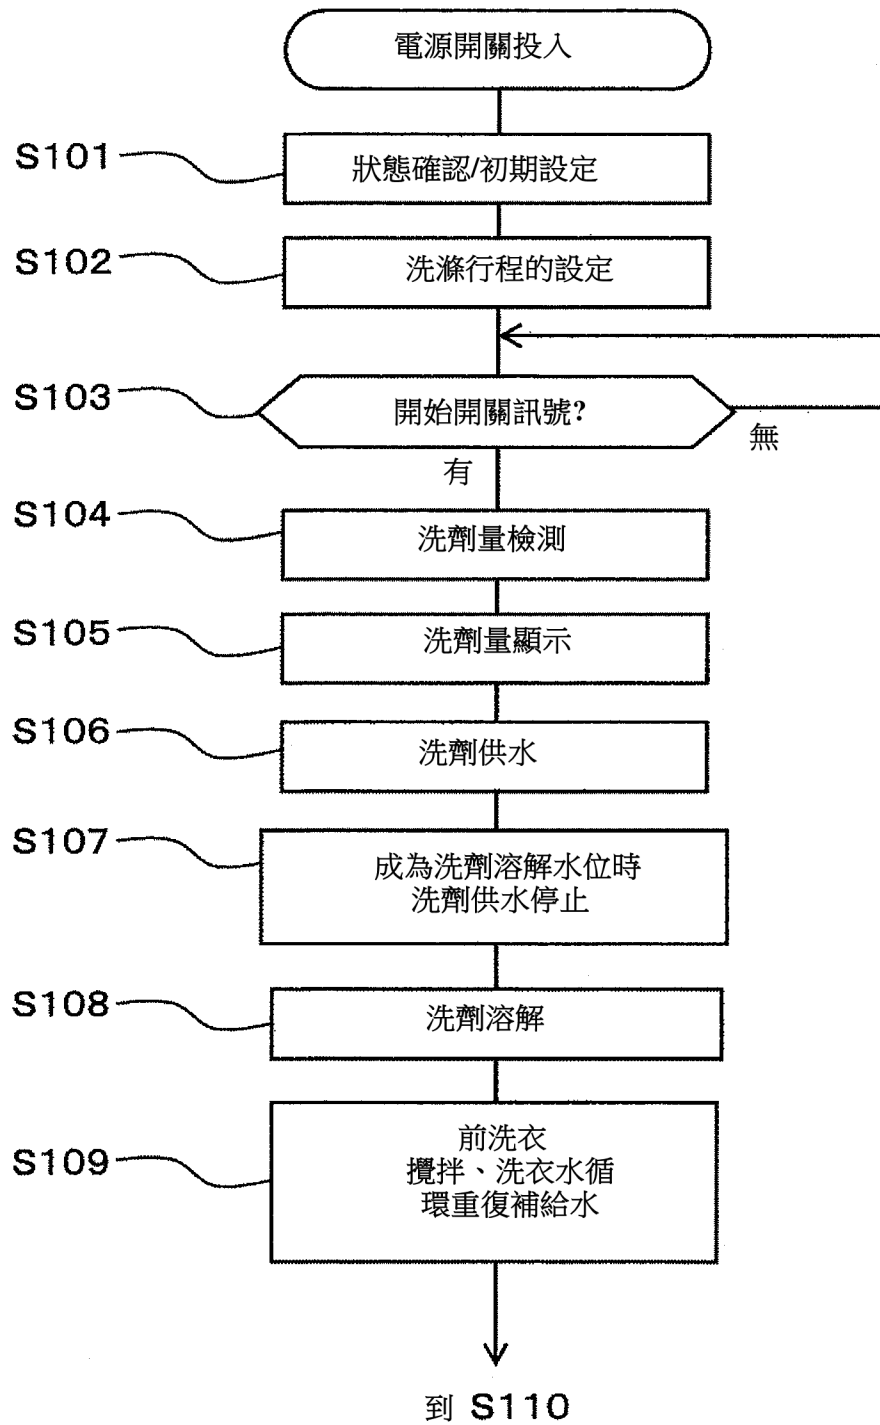 電源開關投入
S101
狀態確認/初期設定
S102
洗滌行程的設定
S103
開始開關訊號?
無
有
S104
洗劑量檢測
S105
洗劑量顯示
S106
洗劑供水
S107
成為洗劑溶解水位時
洗劑供水停止
S108
洗劑溶解
S109
前洗衣
攪拌、洗衣水循
環重復補給水
到 S110